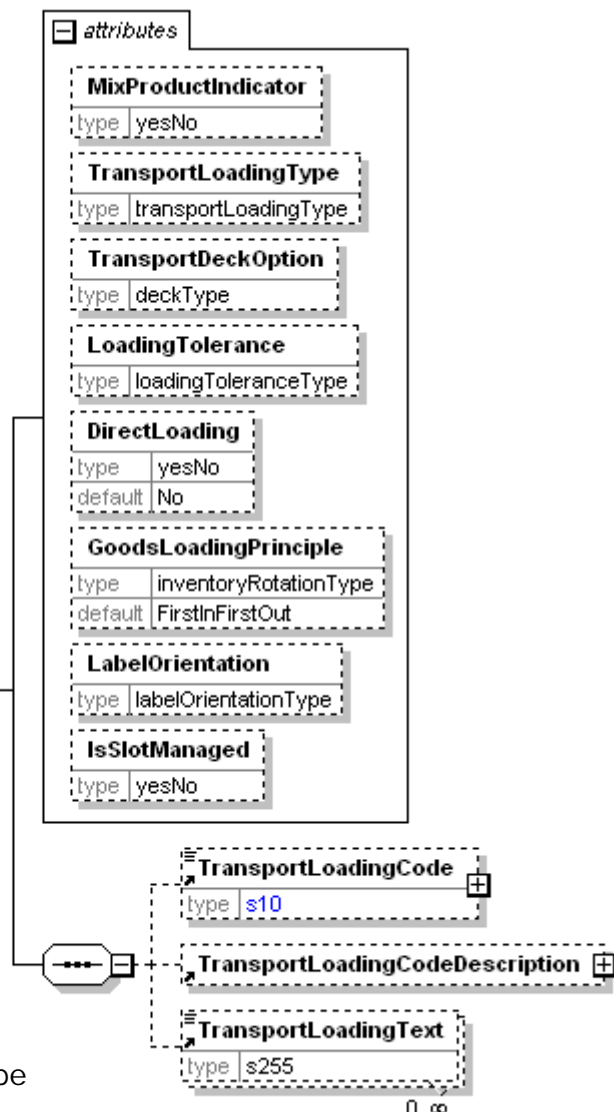 attributes
MixProductIndicator
type yesNo
TransportLoadingType
type transportLoadingType
TransportDeckOption
type deckType
LoadingTolerance
type loadingToleranceType
DirectLoading
type yesNo
default No
GoodsLoadingPrinciple
type inventoryRotationType
default FirstInFirstOut
LabelOrientation
type labelOrientationType
IsSlotManaged
type yesNo
TransportLoadingCode
type s10
TransportLoadingCodeDescription
TransportLoadingText
type s255
pe